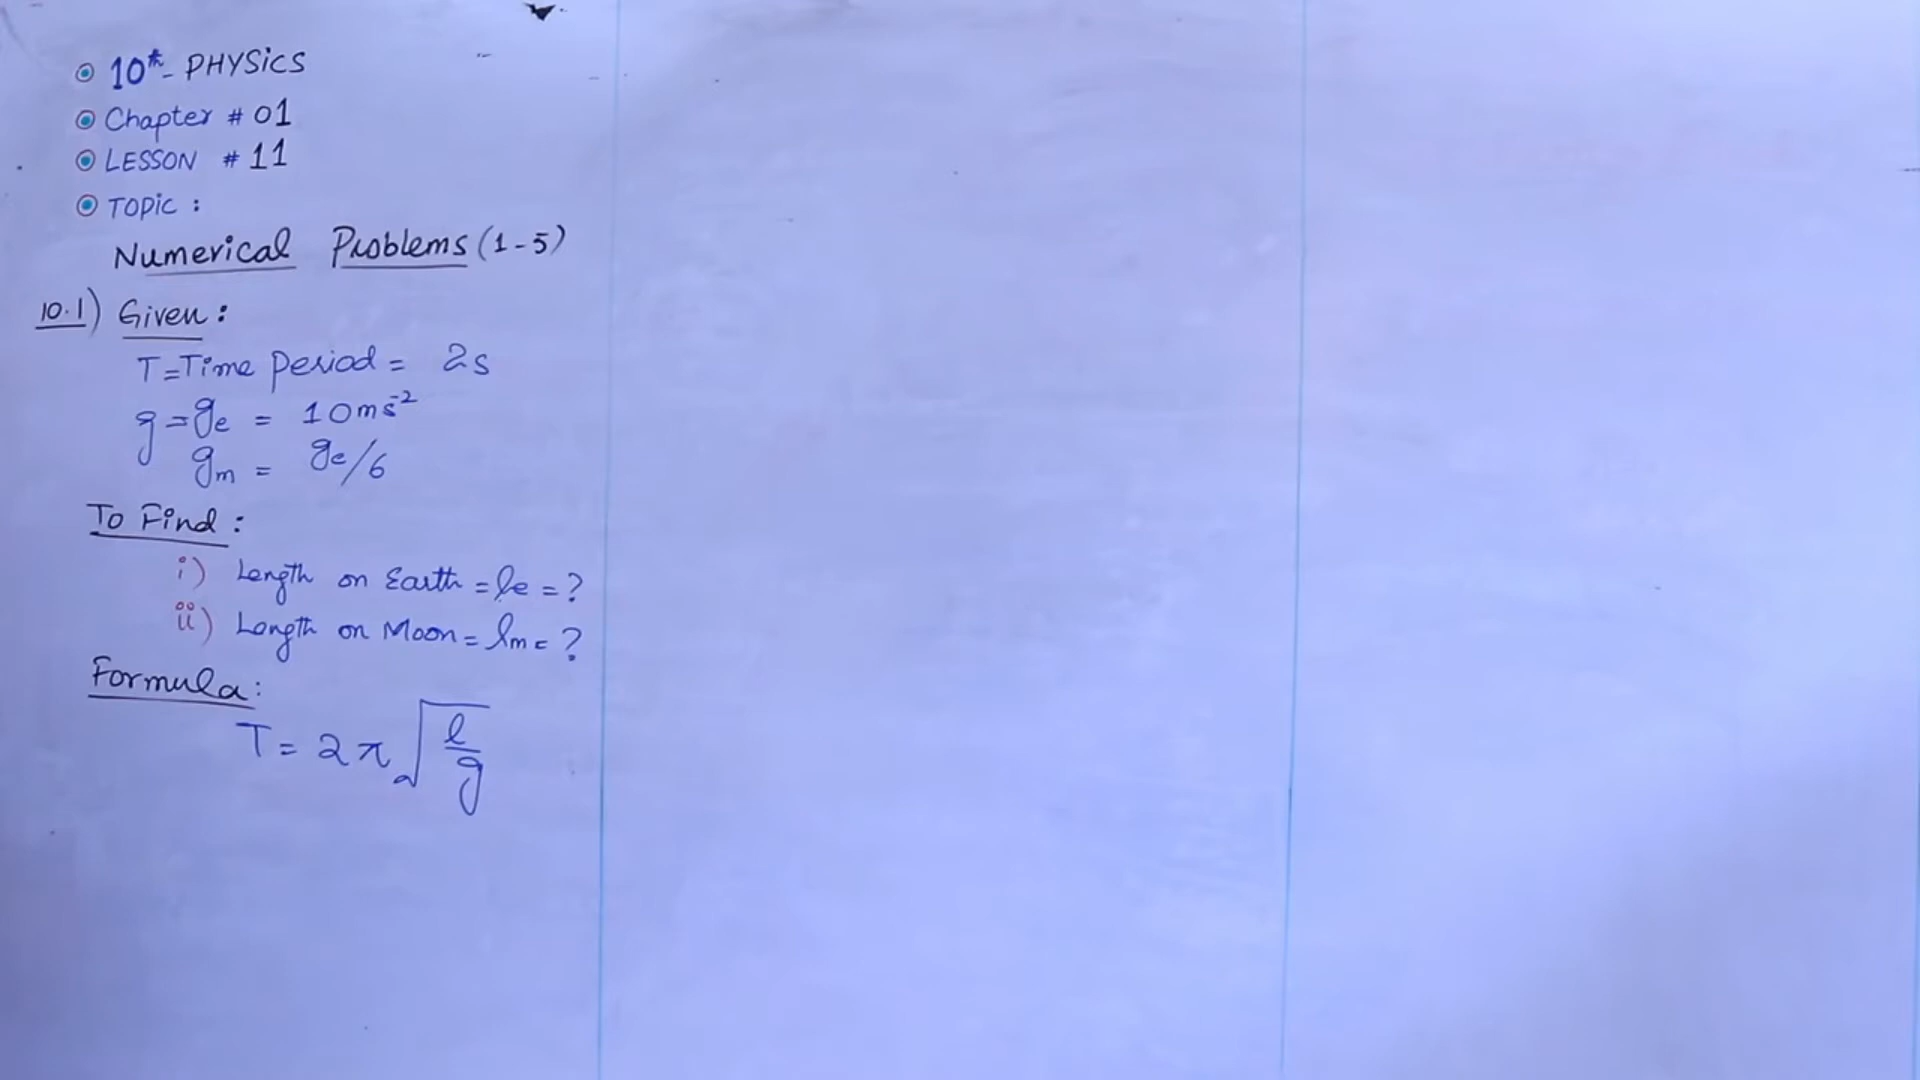 10th- PHYSiCS
Chapter # 01
LESSON # 11
TOPiC :
Numerical Problems (1-5)
10.1) Given :
T=Time period = 2s
g=ge = 10ms⁻²
gm = ge/6
To Find :
i) Length on Earth = le = ?
ii) Length on Moon = lm = ?
Formula:
T= 2π√(l/g)